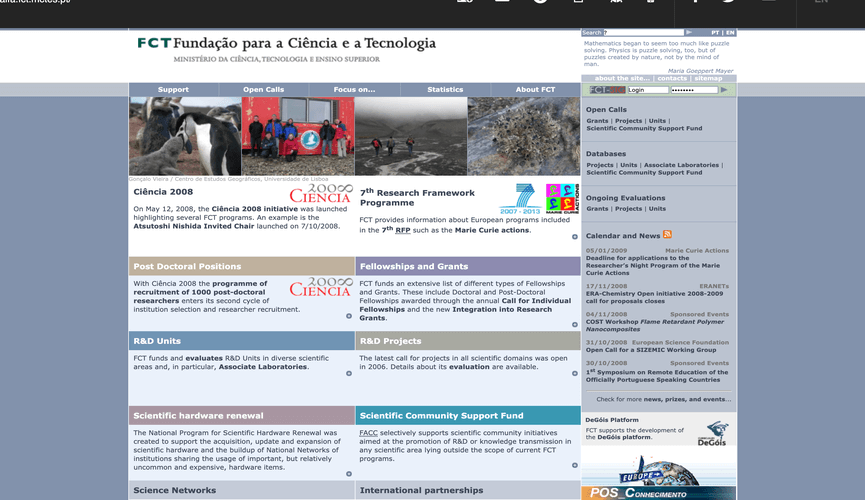 Search
PT | EN
FCT Fundação para a Ciência e a Tecnologia
MINISTÉRIO DA CIÊNCIA, TECNOLOGIA E ENSINO SUPERIOR
Mathematics began to seem too much like puzzle
solving. Physics is puzzle solving, too, but of
puzzles created by nature, not by the mind of
man.
Maria Goeppert Mayer
about the site... | contacts | sitemap
Support
Open Calls
Focus on...
Statistics
About FCT
Login
Gonçalo Vieira / Centro de Estudos Geográficos, Universidade de Lisboa
Ciência 2008
2008
CIÊNCIA
On May 12, 2008, the Ciência 2008 initiative was launched
highlighting several FCT programs. An example is the
Atsutoshi Nishida Invited Chair launched on 7/10/2008.
7th Research Framework
Programme
2007 - 2013
MARIE CURIE
ACTIONS
FCT provides information about European programs included
in the 7th RFP such as the Marie Curie actions.
Post Doctoral Positions
With Ciência 2008 the programme of
recruitment of 1000 post-doctoral
researchers enters its second cycle of
institution selection and researcher recruitment.
2008
CIÊNCIA
Fellowships and Grants
FCT funds an extensive list of different types of Fellowships
and Grants. These include Doctoral and Post-Doctoral
Fellowships awarded through the annual Call for Individual
Fellowships and the new Integration into Research
Grants.
R&D Units
FCT funds and evaluates R&D Units in diverse scientific
areas and, in particular, Associate Laboratories.
R&D Projects
The latest call for projects in all scientific domains was open
in 2006. Details about its evaluation are available.
Scientific hardware renewal
The National Program for Scientific Hardware Renewal was
created to support the acquisition, update and expansion of
scientific hardware and the buildup of National Networks of
institutions sharing the usage of important, but relatively
uncommon and expensive, hardware items.
Scientific Community Support Fund
FACC selectively supports scientific community initiatives
aimed at the promotion of R&D or knowledge transmission in
any scientific area lying outside the scope of current FCT
programs.
Science Networks
International partnerships
Open Calls
Grants | Projects | Units |
Scientific Community Support Fund
Databases
Projects | Units | Associate Laboratories |
Scientific Community Support Fund
Ongoing Evaluations
Grants | Projects | Units
Calendar and News
05/01/2009 Marie Curie Actions
Deadline for applications to the
Researcher's Night Program of the Marie
Curie Actions
17/11/2008 ERANETs
ERA-Chemistry Open initiative 2008-2009
call for proposals closes
04/11/2008 Sponsored Events
COST Workshop Flame Retardant Polymer
Nanocomposites
31/10/2008 European Science Foundation
Open Call for a SIZEMIC Working Group
30/10/2008 Sponsored Events
1st Symposium on Remote Education of the
Officially Portuguese Speaking Countries
Check for more news, prizes, and events...
DeGóis Platform
FCT supports the development of
the DeGóis platform.
DeGóis
EUROPE
POS_Conhecimento